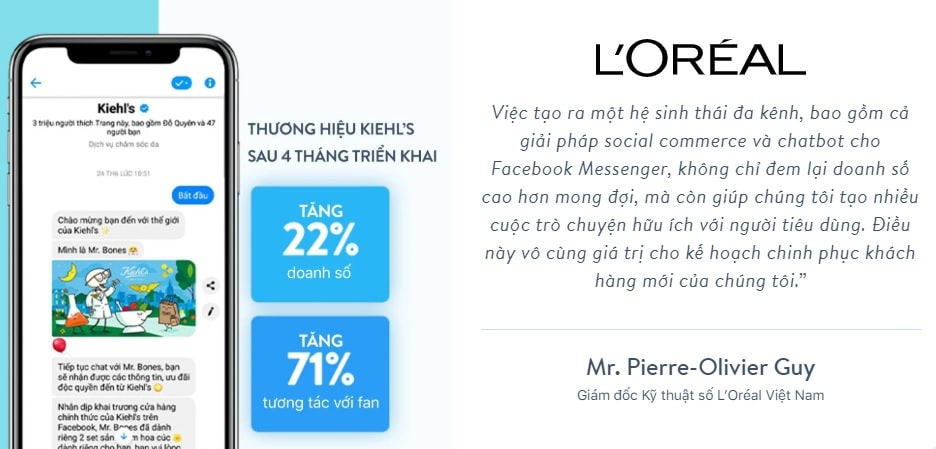 Kiehl's
3 triệu người thích Trang này, bao gồm Đỗ Quyên và 47
người bạn
Dịch vụ chăm sóc da
24 TH6 LÚC 10:51
Bắt đầu
Chào mừng bạn đến với thế giới
của Kiehl's
Mình là Mr. Bones
Kiehl's
Tiếp tục chat với Mr. Bones, bạn
sẽ nhận được các thông tin, ưu đãi
độc quyền đến từ Kiehl's
Nhân dịp khai trương cửa hàng
chính thức của Kiehl's trên
Facebook, Mr. Bones đã dành
riêng 2 set sản hoa cúc
dành riêng cho bạn, bạn vui lòng
THƯƠNG HIỆU KIEHL'S
SAU 4 THÁNG TRIỂN KHAI
TĂNG
22%
doanh số
TĂNG
71%
tương tác với fan
L'ORÉAL
Việc tạo ra một hệ sinh thái đa kênh, bao gồm cả
giải pháp social commerce và chatbot cho
Facebook Messenger, không chỉ đem lại doanh số
cao hơn mong đợi, mà còn giúp chúng tôi tạo nhiều
cuộc trò chuyện hữu ích với người tiêu dùng. Điều
này vô cùng giá trị cho kế hoạch chinh phục khách
hàng mới của chúng tôi.”
Mr. Pierre-Olivier Guy
Giám đốc Kỹ thuật số L'Oréal Việt Nam